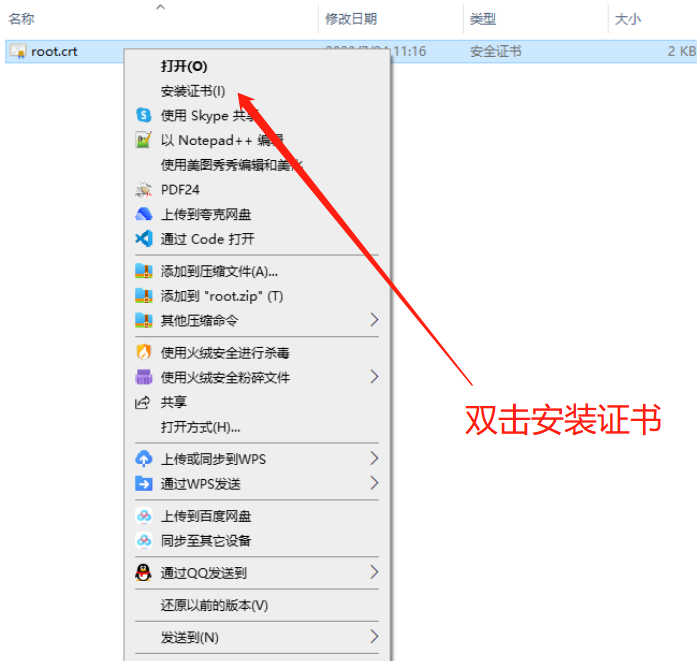 名称 修改日期 类型 大小
root.crt 11:16 安全证书 2 KB
打开(O)
安装证书(I)
使用 Skype 共享
以 Notepad++ 编辑
使用美图秀秀编辑和美化
PDF24
上传到夸克网盘
通过 Code 打开
添加到压缩文件(A)...
添加到 "root.zip" (T)
其他压缩命令
使用火绒安全进行杀毒
使用火绒安全粉碎文件
共享
打开方式(H)...
双击安装证书
上传或同步到WPS
通过WPS发送
上传到百度网盘
同步至其它设备
通过QQ发送到
还原以前的版本(V)
发送到(N)